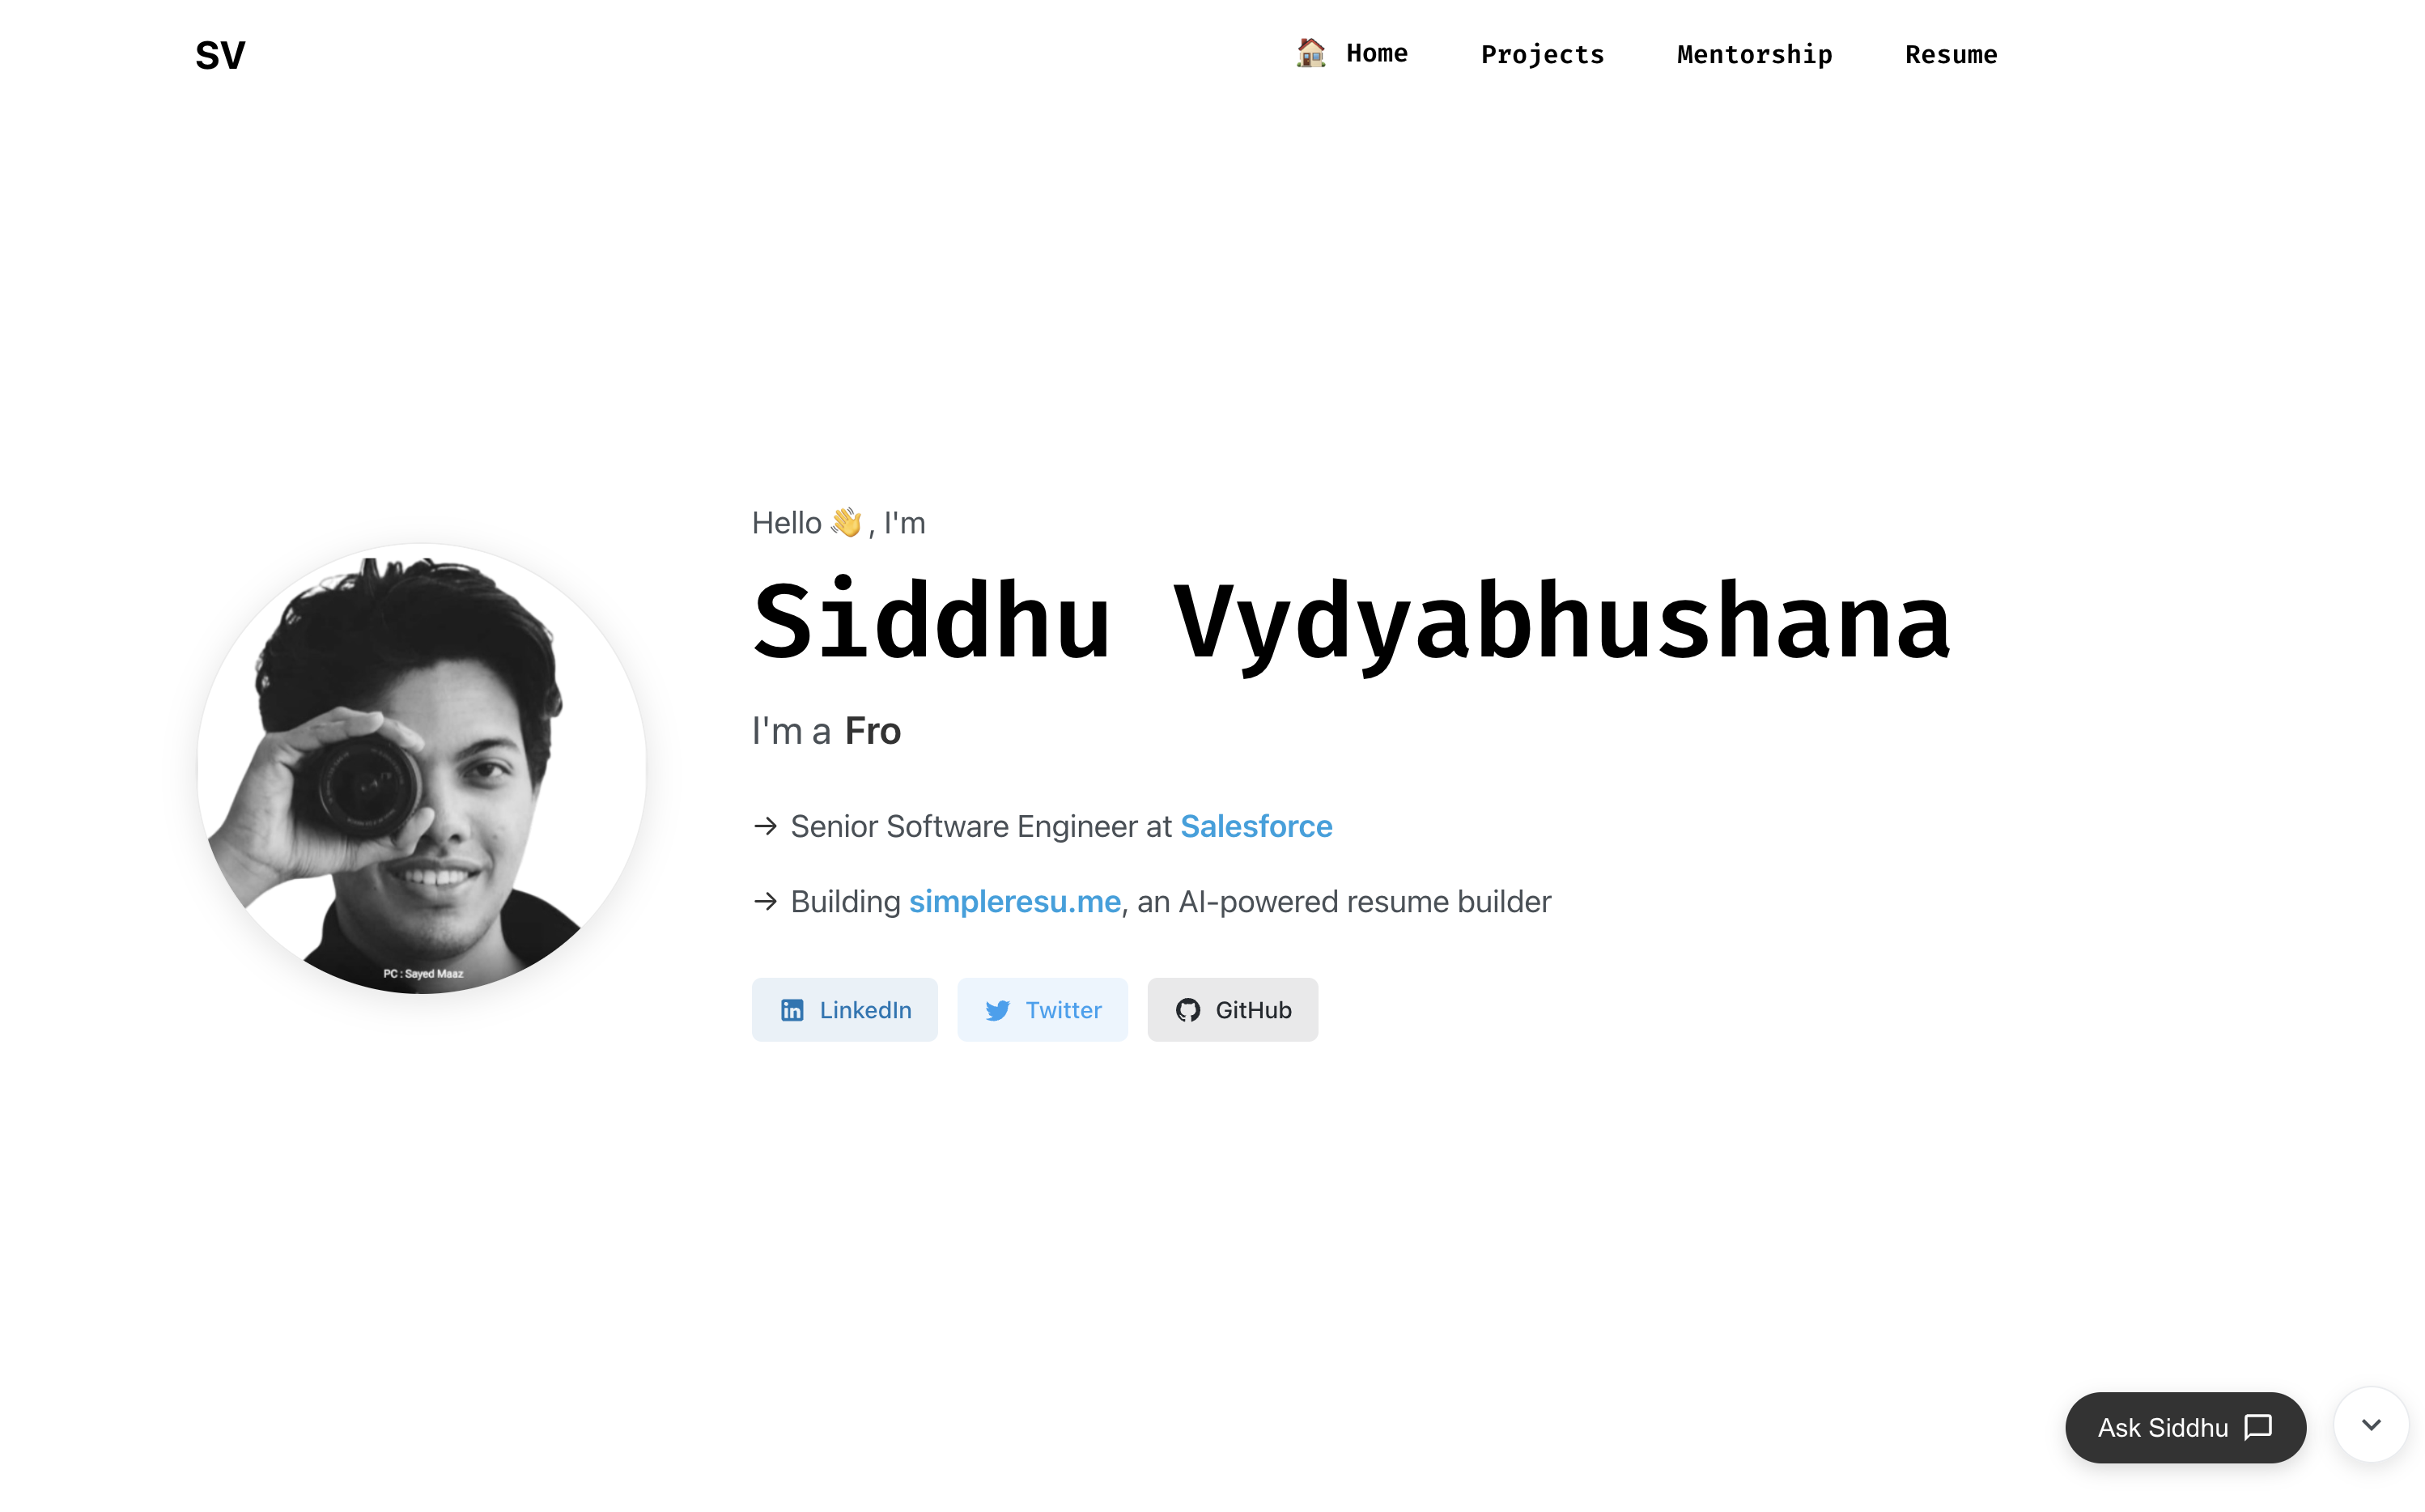 SV
🏠 Home Projects Mentorship Resume
Hello 👋 , I'm
Siddhu Vydyabhushana
I'm a Fro
→ Senior Software Engineer at Salesforce
→ Building simpleresu.me, an AI-powered resume builder
PC : Sayed Maaz
LinkedIn Twitter GitHub
Ask Siddhu